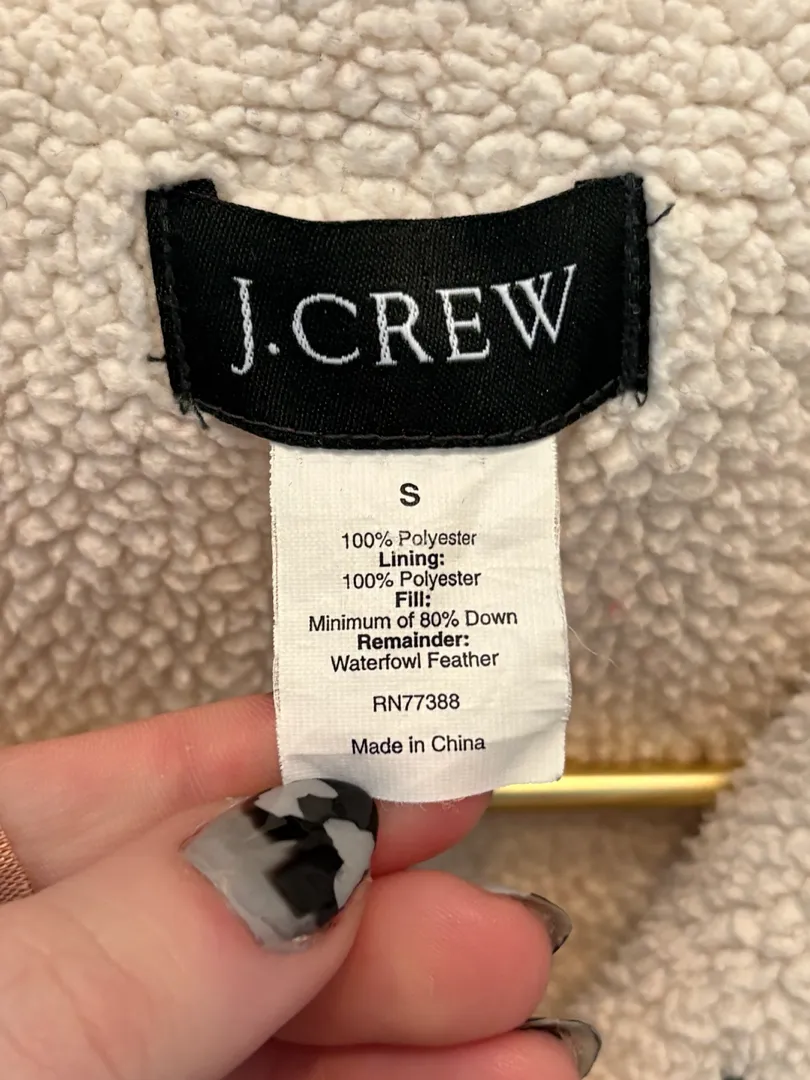 J.CREW
S
100% Polyester
Lining:
100% Polyester
Fill:
Minimum of 80% Down
Remainder:
Waterfowl Feather
RN77388
Made in China